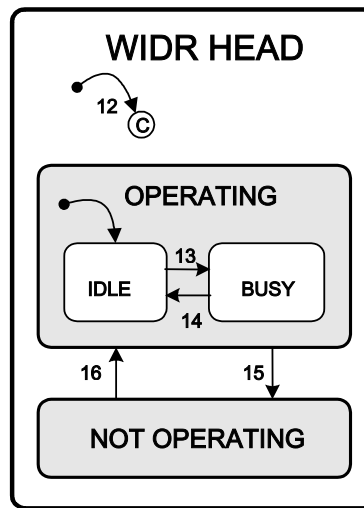 WIDR HEAD
12
C
OPERATING
IDLE
13
BUSY
14
16
15
NOT OPERATING